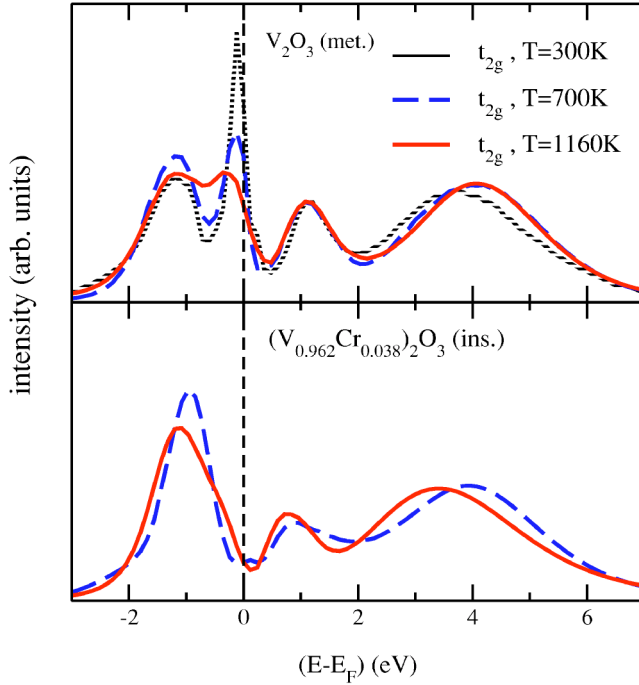 V₂O₃ (met.)
t₂g , T=300K
t₂g , T=700K
t₂g , T=1160K
intensity (arb. units)
(V₀.₉₆₂Cr₀.₀₃₈)₂O₃ (ins.)
-2 0 2 4 6
(E-E_F) (eV)